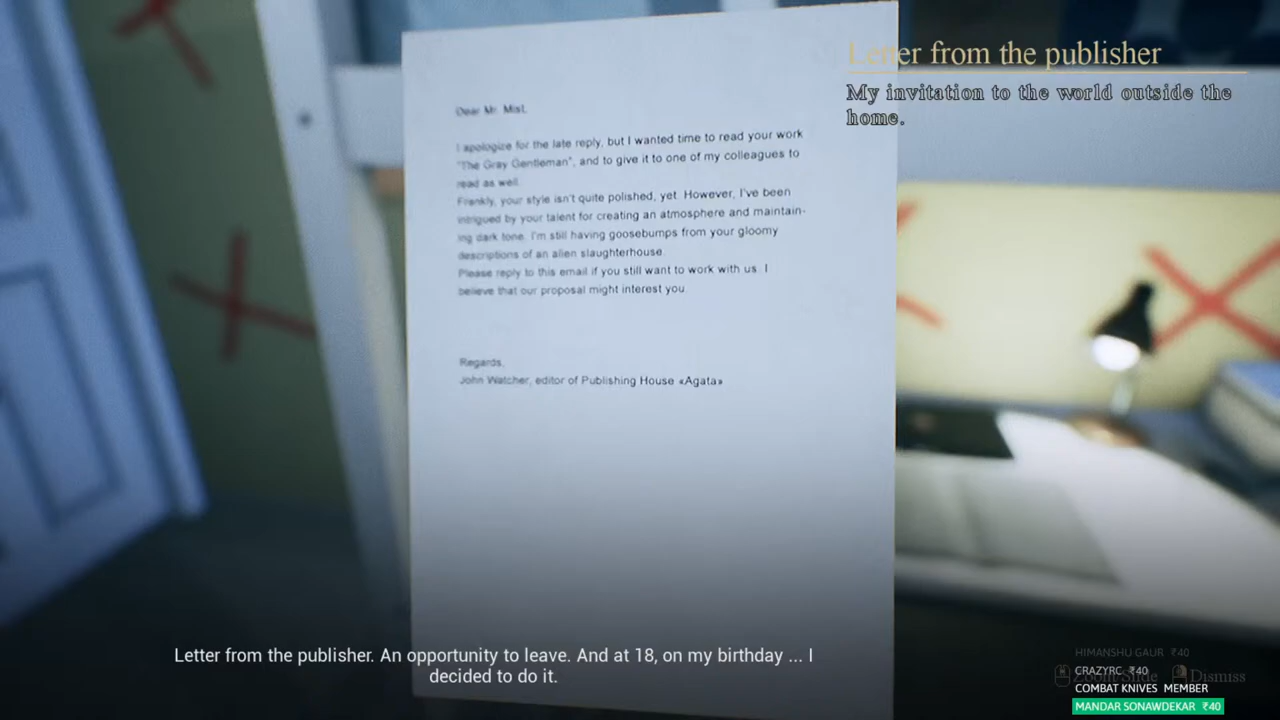 Letter from the publisher
My invitation to the world outside the
home.
Dear Mr. Mist,
I apologize for the late reply, but I wanted time to read your work
"The Gray Gentleman", and to give it to one of my colleagues to
read as well.
Frankly, your style isn't quite polished, yet. However, I've been
intrigued by your talent for creating an atmosphere and maintain-
ing dark tone. I'm still having goosebumps from your gloomy
descriptions of an alien slaughterhouse.
Please reply to this email if you still want to work with us. I
believe that our proposal might interest you.
Regards,
John Watcher, editor of Publishing House «Agata»
Letter from the publisher. An opportunity to leave. And at 18, on my birthday ... I
decided to do it.
HIMANSHU GAUR ₹40
CRAZYRC ₹40
Zoom Slide Dismiss
COMBAT KNIVES MEMBER
MANDAR SONAWDEKAR ₹40